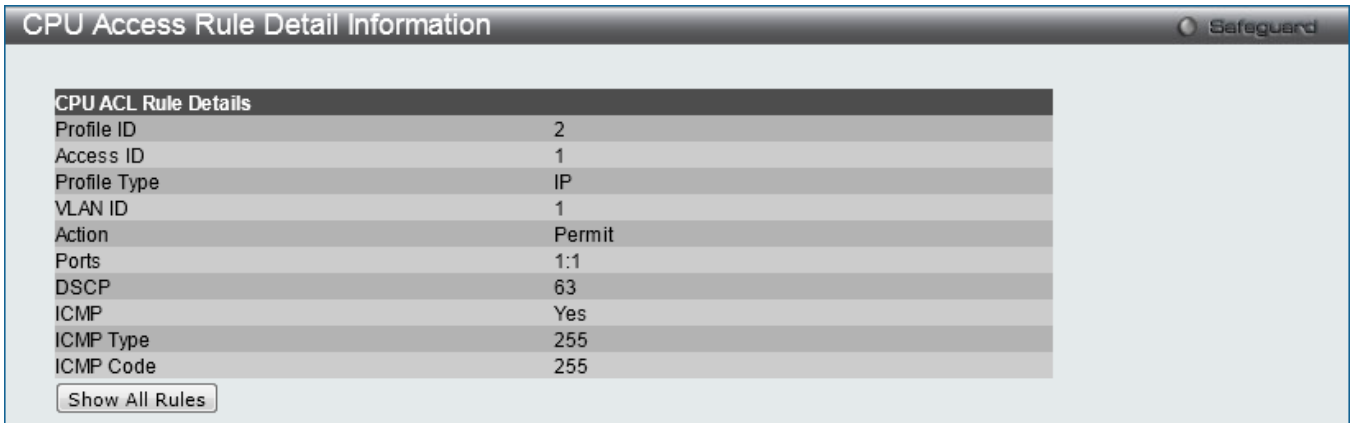 CPU Access Rule Detail Information
Safeguard
CPU ACL Rule Details
Profile ID 2
Access ID 1
Profile Type IP
VLAN ID 1
Action Permit
Ports 1:1
DSCP 63
ICMP Yes
ICMP Type 255
ICMP Code 255
Show All Rules